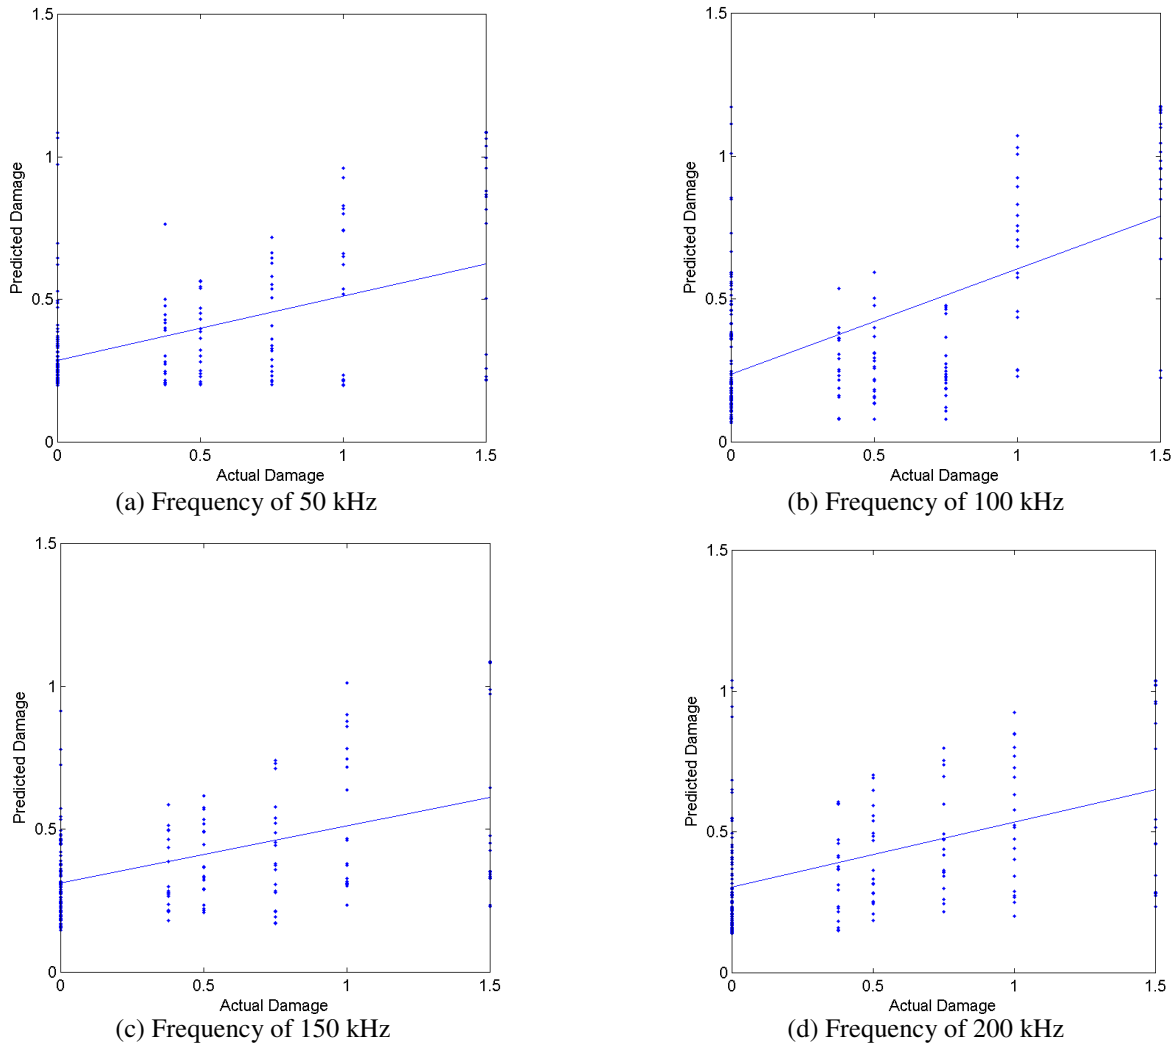 1.5
1
0.5
0
Predicted Damage
0 0.5 1 1.5
Actual Damage
(a) Frequency of 50 kHz
1.5
1
0.5
0
Predicted Damage
0 0.5 1 1.5
Actual Damage
(b) Frequency of 100 kHz
1.5
1
0.5
0
Predicted Damage
0 0.5 1 1.5
Actual Damage
(c) Frequency of 150 kHz
1.5
1
0.5
0
Predicted Damage
0 0.5 1 1.5
Actual Damage
(d) Frequency of 200 kHz